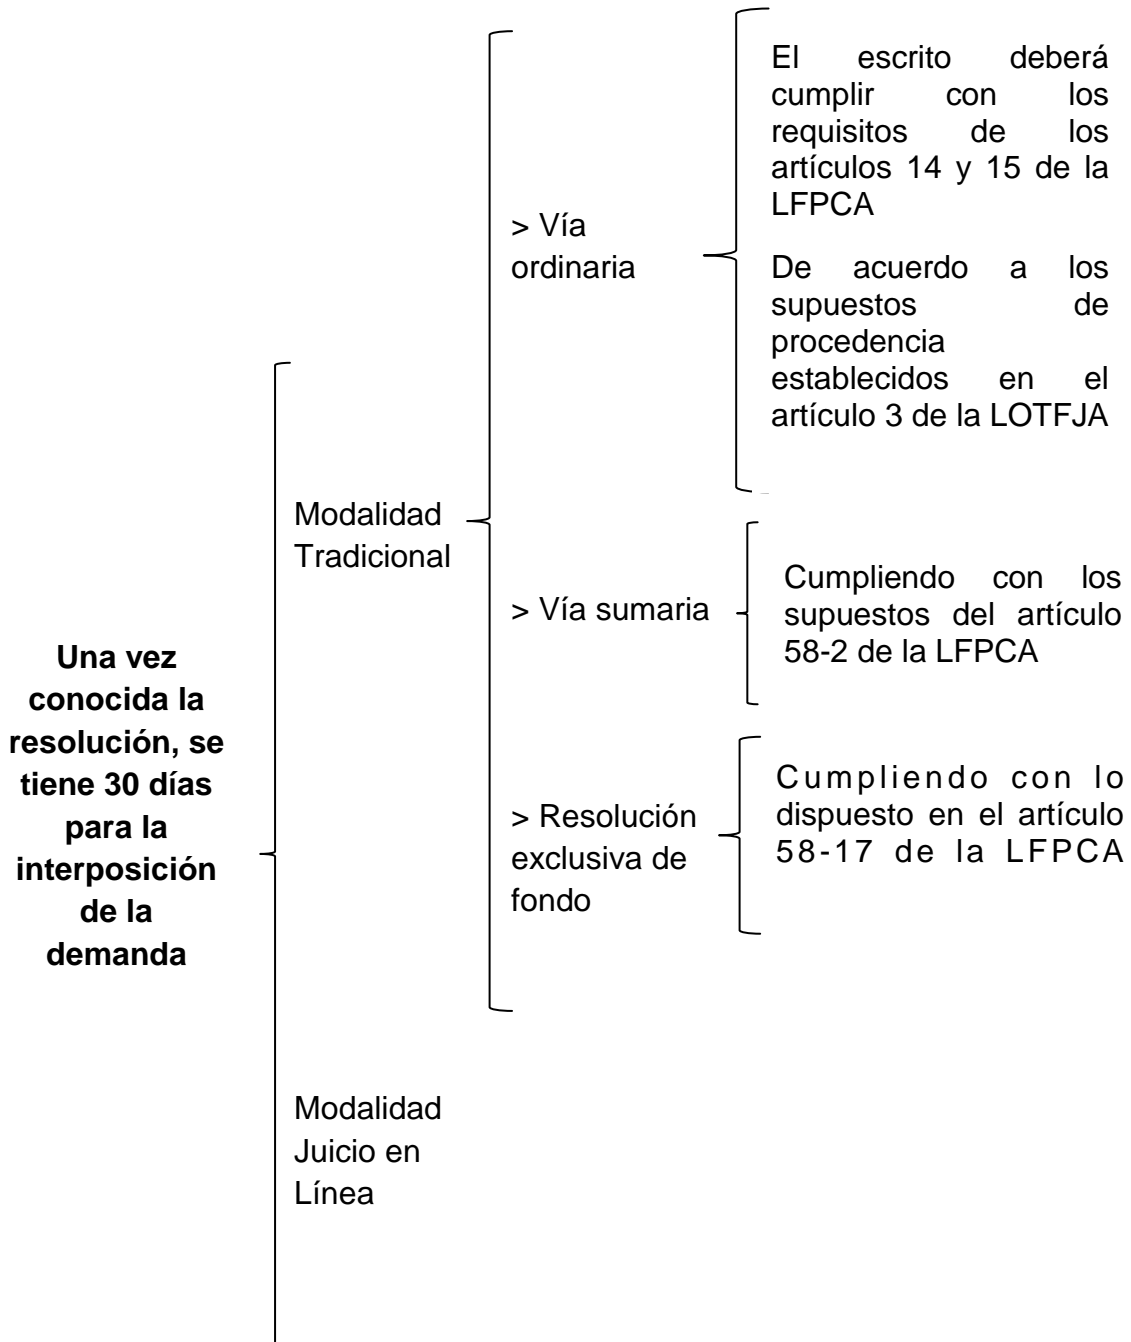 Una vez
conocida la
resolución, se
tiene 30 días
para la
interposición
de la
demanda
Modalidad
Tradicional
> Vía
ordinaria
El escrito deberá
cumplir con los
requisitos de los
artículos 14 y 15 de la
LFPCA
De acuerdo a los
supuestos de
procedencia
establecidos en el
artículo 3 de la LOTFJA
> Vía sumaria
Cumpliendo con los
supuestos del artículo
58-2 de la LFPCA
> Resolución
exclusiva de
fondo
Cumpliendo con lo
dispuesto en el artículo
58-17 de la LFPCA
Modalidad
Juicio en
Línea